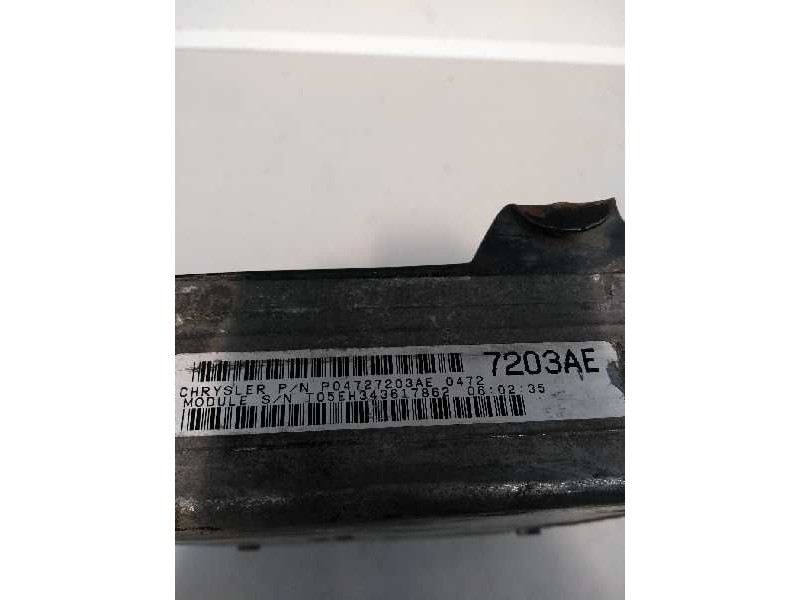 7203AE
CHRYSLER P/N P04727203AE 0472
MODULE S/N T05EH343617862 06:02:35